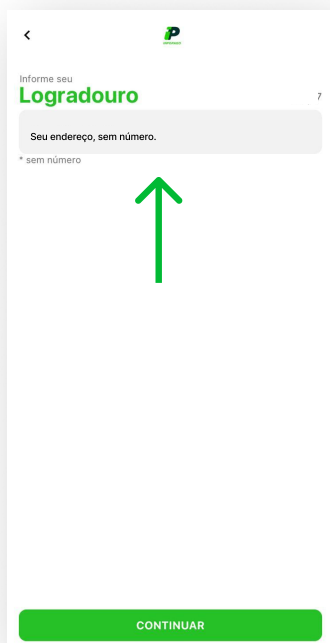 Informe seu
Logradouro
7
Seu endereço, sem número.
* sem número
CONTINUAR